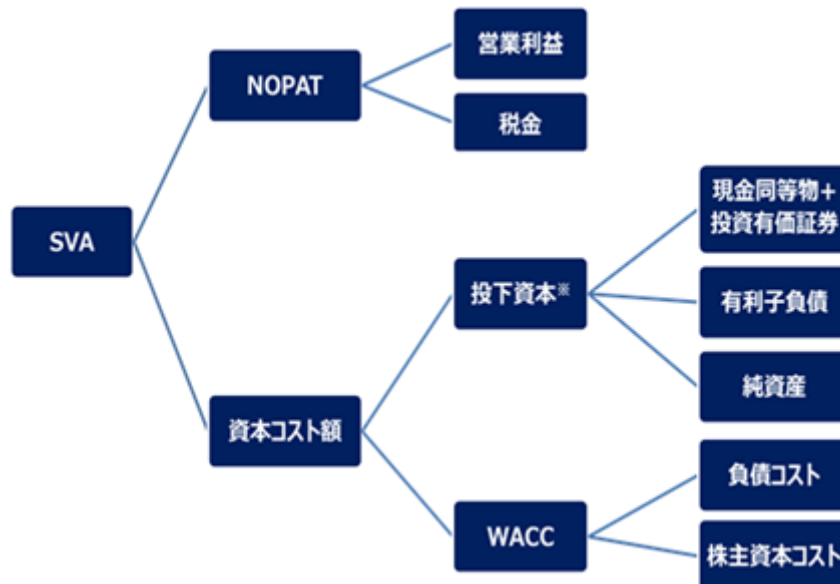 営業利益
NOPAT
税金
現金同等物+
投資有価証券
SVA
投下資本※
有利子負債
純資産
資本コスト額
負債コスト
WACC
株主資本コスト